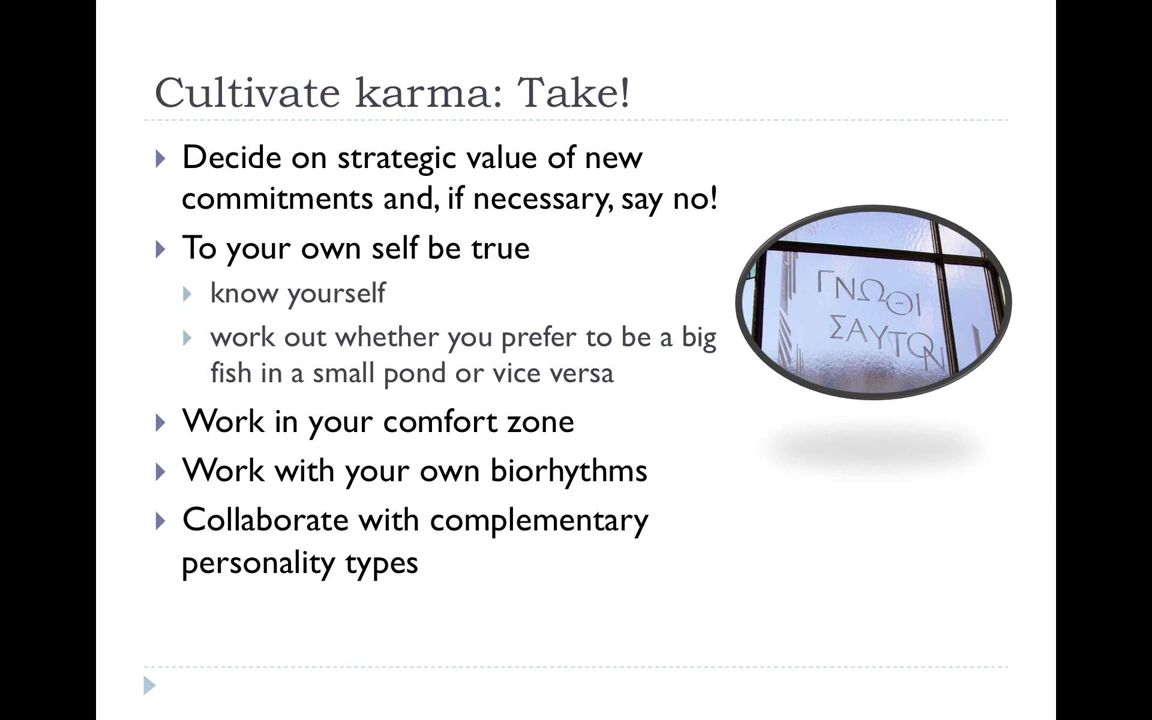 Cultivate karma: Take!
Decide on strategic value of new
commitments and, if necessary, say no!
To your own self be true
know yourself
work out whether you prefer to be a big
fish in a small pond or vice versa
Work in your comfort zone
Work with your own biorhythms
Collaborate with complementary
personality types
ΓΝΩΘΙ
ΣΑΥΤΟΝ